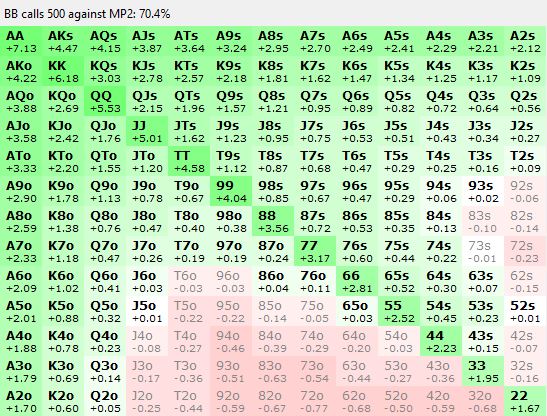 BB calls 500 against MP2: 70.4%
AA AKs AQs AJs ATs A9s A8s A7s A6s A5s A4s A3s A2s
+7.13 +4.47 +4.15 +3.87 +3.64 +3.24 +2.95 +2.70 +2.49 +2.41 +2.29 +2.21 +2.12
AKo KK KQs KJs KTs K9s K8s K7s K6s K5s K4s K3s K2s
+4.22 +6.18 +3.03 +2.78 +2.57 +2.18 +1.81 +1.62 +1.47 +1.34 +1.25 +1.17 +1.09
AQo KQo QQ QJs QTs Q9s Q8s Q7s Q6s Q5s Q4s Q3s Q2s
+3.88 +2.69 +5.53 +2.15 +1.96 +1.57 +1.21 +0.95 +0.89 +0.82 +0.72 +0.64 +0.56
AJo KJo QJo JJ JTs J9s J8s J7s J6s J5s J4s J3s J2s
+3.58 +2.42 +1.76 +5.01 +1.62 +1.23 +0.95 +0.75 +0.53 +0.51 +0.43 +0.34 +0.27
ATo KTo QTo JTo TT T9s T8s T7s T6s T5s T4s T3s T2s
+3.33 +2.20 +1.55 +1.20 +4.58 +1.12 +0.87 +0.68 +0.47 +0.29 +0.25 +0.16 +0.09
A9o K9o Q9o J9o T9o 99 98s 97s 96s 95s 94s 93s 92s
+2.90 +1.78 +1.13 +0.78 +0.67 +4.04 +0.85 +0.67 +0.47 +0.29 +0.06 +0.02 -0.06
A8o K8o Q8o J8o T8o 98o 88 87s 86s 85s 84s 83s 82s
+2.59 +1.38 +0.76 +0.47 +0.40 +0.38 +3.56 +0.72 +0.53 +0.35 +0.13 -0.10 -0.14
A7o K7o Q7o J7o T7o 97o 87o 77 76s 75s 74s 73s 72s
+2.33 +1.18 +0.47 +0.26 +0.19 +0.19 +0.24 +3.17 +0.60 +0.44 +0.22 -0.01 -0.23
A6o K6o Q6o J6o T6o 96o 86o 76o 66 65s 64s 63s 62s
+2.09 +1.02 +0.41 +0.03 -0.03 -0.03 +0.04 +0.11 +2.81 +0.52 +0.30 +0.07 -0.15
A5o K5o Q5o J5o T5o 95o 85o 75o 65o 55 54s 53s 52s
+2.01 +0.88 +0.32 +0.01 -0.22 -0.22 -0.14 -0.05 +0.03 +2.52 +0.45 +0.23 +0.01
A4o K4o Q4o J4o T4o 94o 84o 74o 64o 54o 44 43s 42s
+1.88 +0.78 +0.23 -0.08 -0.27 -0.46 -0.39 -0.29 -0.20 -0.03 +2.23 +0.15 -0.07
A3o K3o Q3o J3o T3o 93o 83o 73o 63o 53o 43o 33 32s
+1.79 +0.69 +0.14 -0.17 -0.36 -0.51 -0.63 -0.54 -0.44 -0.27 -0.36 +1.95 -0.16
A2o K2o Q2o J2o T2o 92o 82o 72o 62o 52o 42o 32o 22
+1.70 +0.60 +0.05 -0.25 -0.44 -0.59 -0.67 -0.77 -0.68 -0.50 -0.59 -0.68 +1.67